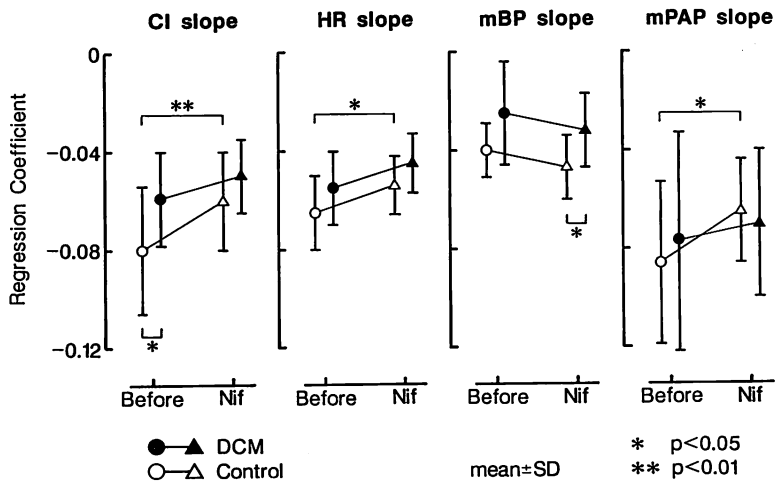 CI slope HR slope mBP slope mPAP slope
Regression Coefficient
0
-0.04
-0.08
-0.12
** * *
* *
Before Nif Before Nif Before Nif Before Nif
DCM
Control
mean±SD
* p<0.05
** p<0.01